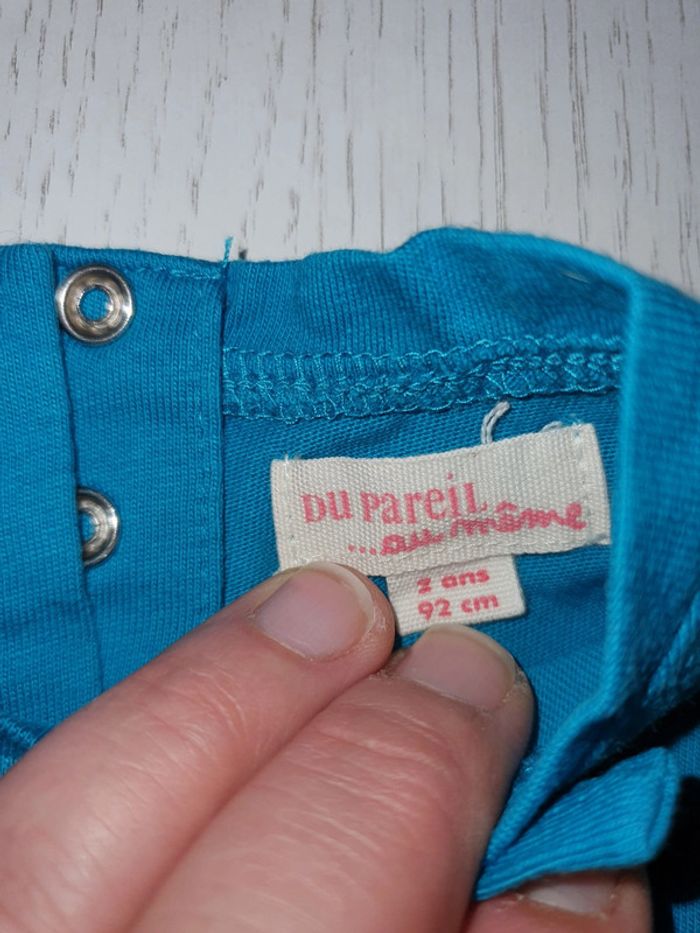 DU PAREIL
...au même
2 ans
92 cm